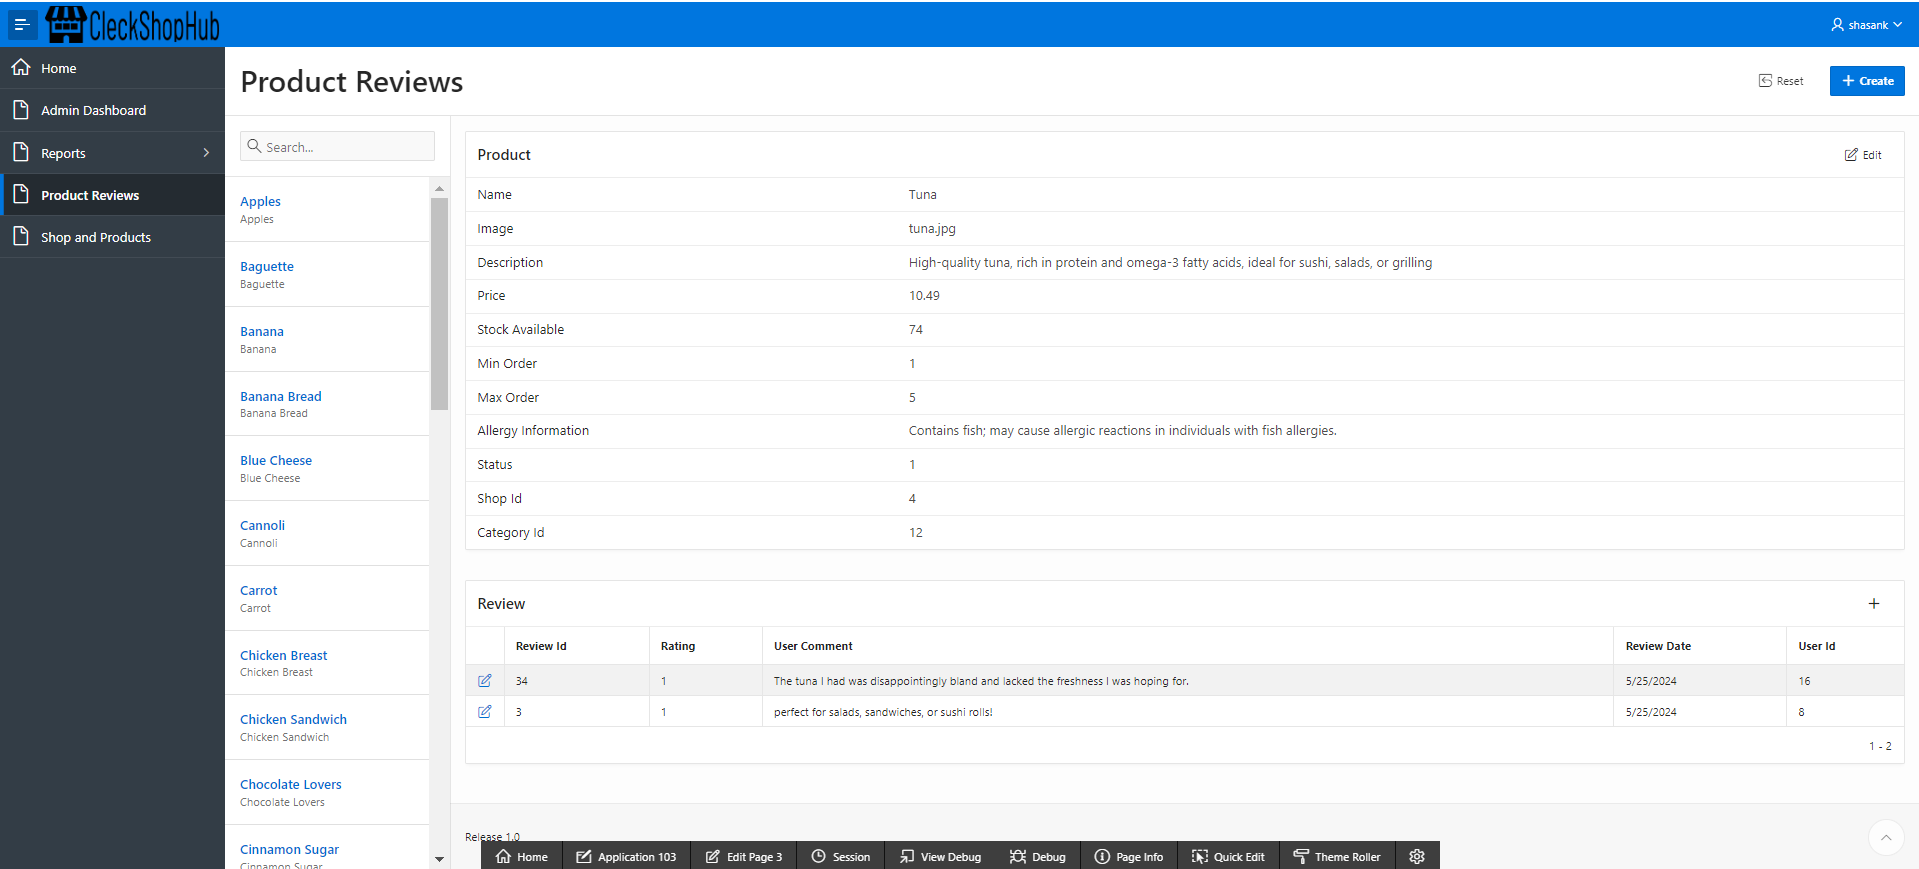 CleckShopHub
shasank
Home
Admin Dashboard
Reports
Product Reviews
Shop and Products
Product Reviews
Reset
Create
Search...
Apples
Apples
Baguette
Baguette
Banana
Banana
Banana Bread
Banana Bread
Blue Cheese
Blue Cheese
Cannoli
Cannoli
Carrot
Carrot
Chicken Breast
Chicken Breast
Chicken Sandwich
Chicken Sandwich
Chocolate Lovers
Chocolate Lovers
Cinnamon Sugar
Cinnamon Sugar
Product
Edit
Name Tuna
Image tuna.jpg
Description High-quality tuna, rich in protein and omega-3 fatty acids, ideal for sushi, salads, or grilling
Price 10.49
Stock Available 74
Min Order 1
Max Order 5
Allergy Information Contains fish; may cause allergic reactions in individuals with fish allergies.
Status 1
Shop Id 4
Category Id 12
Review
Review Id Rating User Comment Review Date User Id
34 1 The tuna I had was disappointingly bland and lacked the freshness I was hoping for. 5/25/2024 16
3 1 perfect for salads, sandwiches, or sushi rolls! 5/25/2024 8
1 - 2
Release 1.0
Home Application 103 Edit Page 3 Session View Debug Debug Page Info Quick Edit Theme Roller